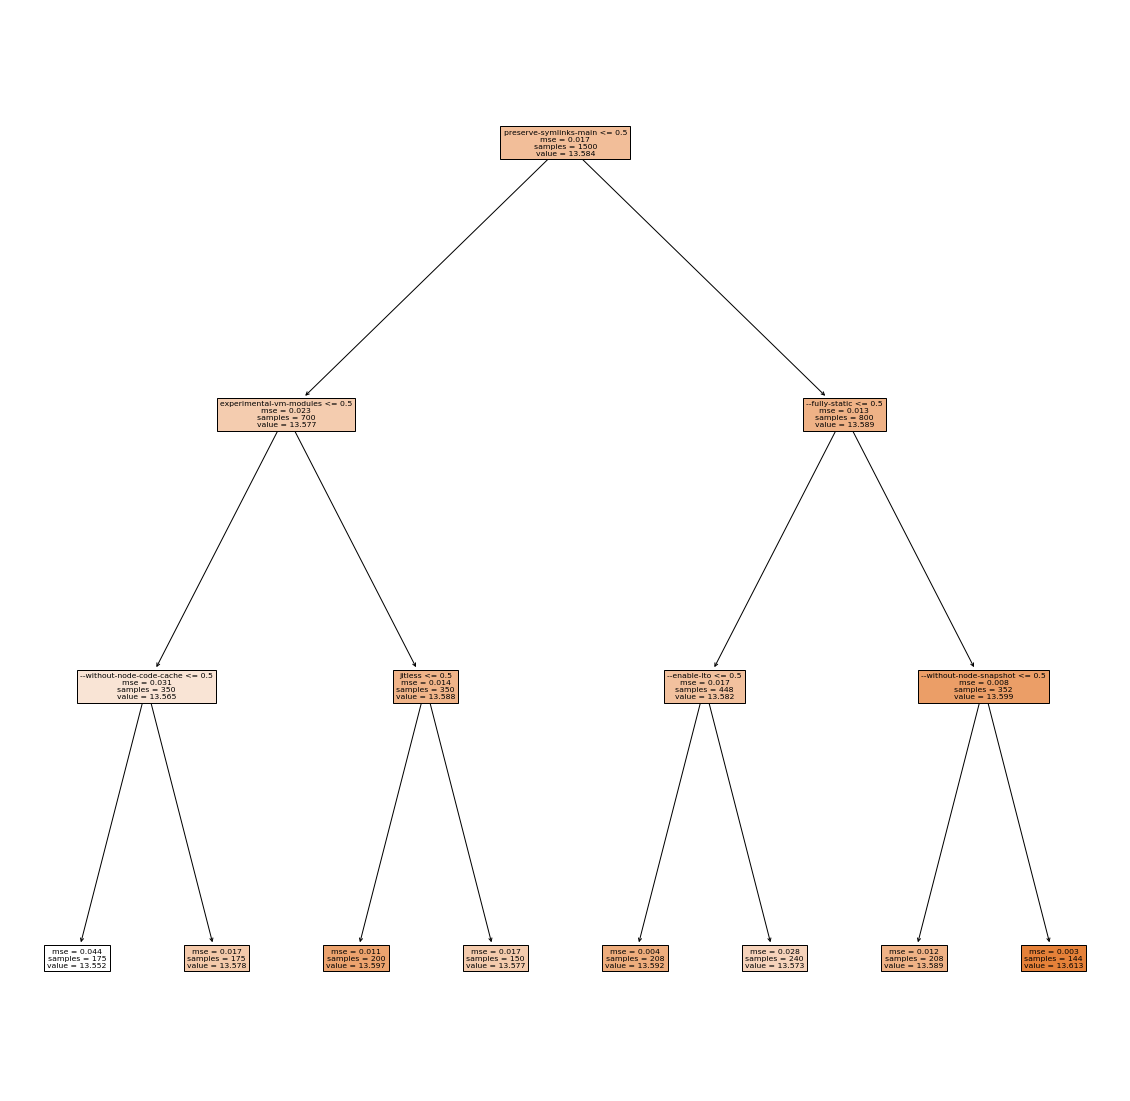 preserve-symlinks-main <= 0.5
mse = 0.017
samples = 1500
value = 13.584
experimental-vm-modules <= 0.5
mse = 0.023
samples = 700
value = 13.577
--fully-static <= 0.5
mse = 0.013
samples = 800
value = 13.589
--without-node-code-cache <= 0.5
mse = 0.031
samples = 350
value = 13.565
jitless <= 0.5
mse = 0.014
samples = 350
value = 13.588
--enable-lto <= 0.5
mse = 0.017
samples = 448
value = 13.582
--without-node-snapshot <= 0.5
mse = 0.008
samples = 352
value = 13.599
mse = 0.044
samples = 175
value = 13.552
mse = 0.017
samples = 175
value = 13.578
mse = 0.011
samples = 200
value = 13.597
mse = 0.017
samples = 150
value = 13.577
mse = 0.004
samples = 208
value = 13.592
mse = 0.028
samples = 240
value = 13.573
mse = 0.012
samples = 208
value = 13.589
mse = 0.003
samples = 144
value = 13.613